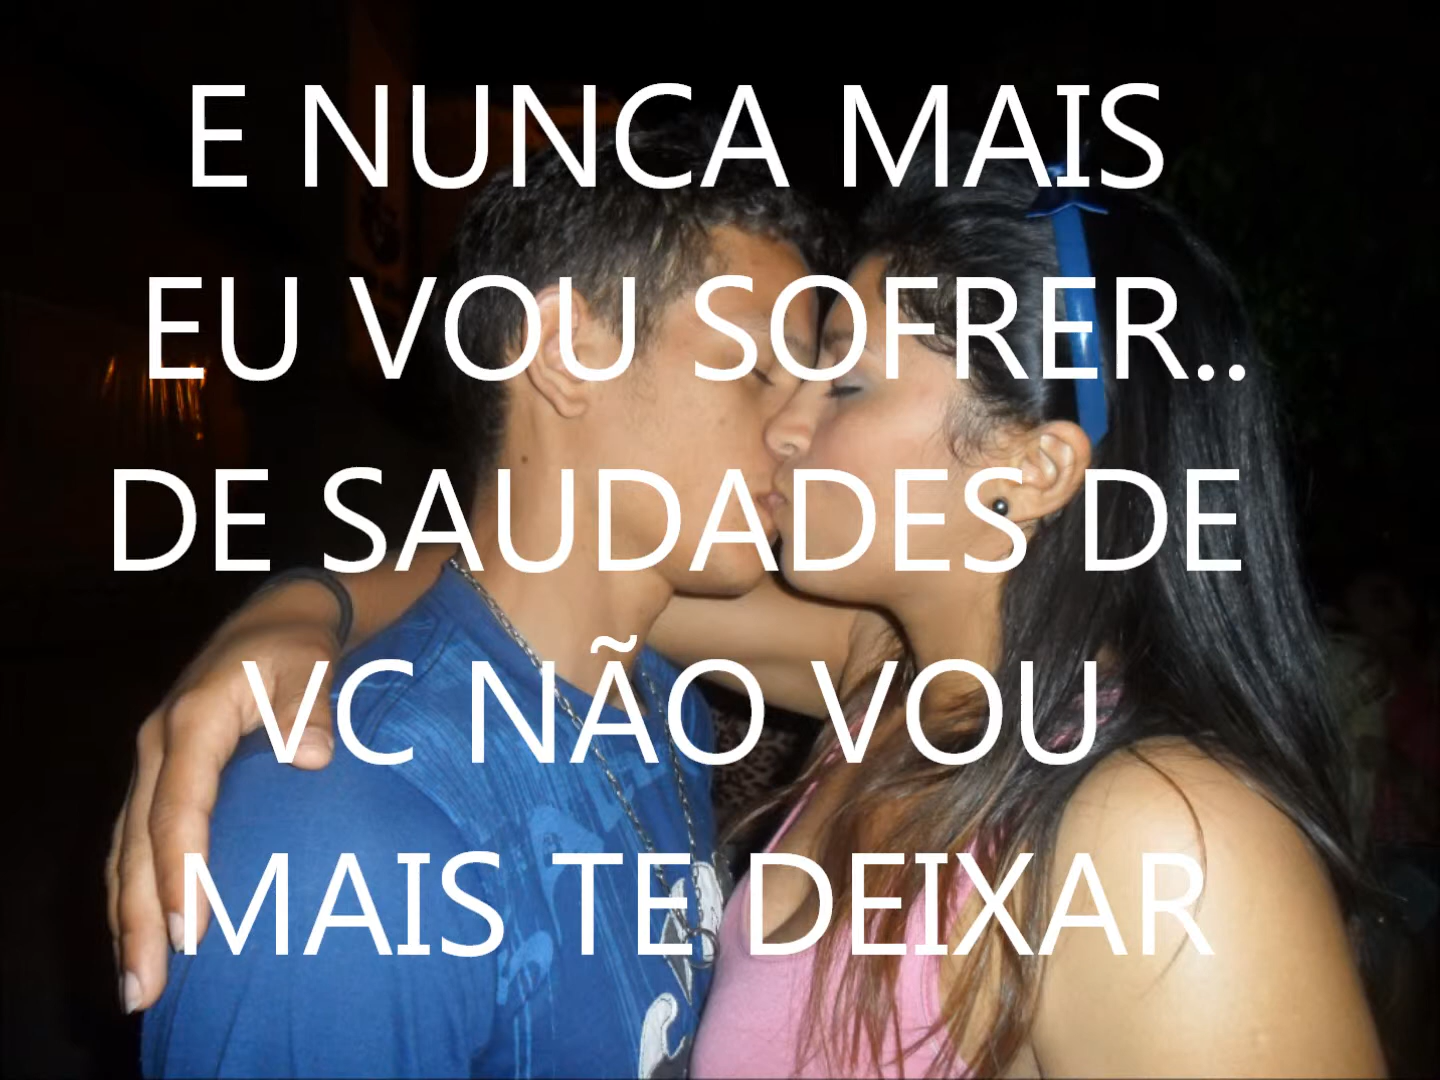 E NUNCA MAIS
EU VOU SOFRER..
DE SAUDADES DE
VC NÃO VOU
MAIS TE DEIXAR